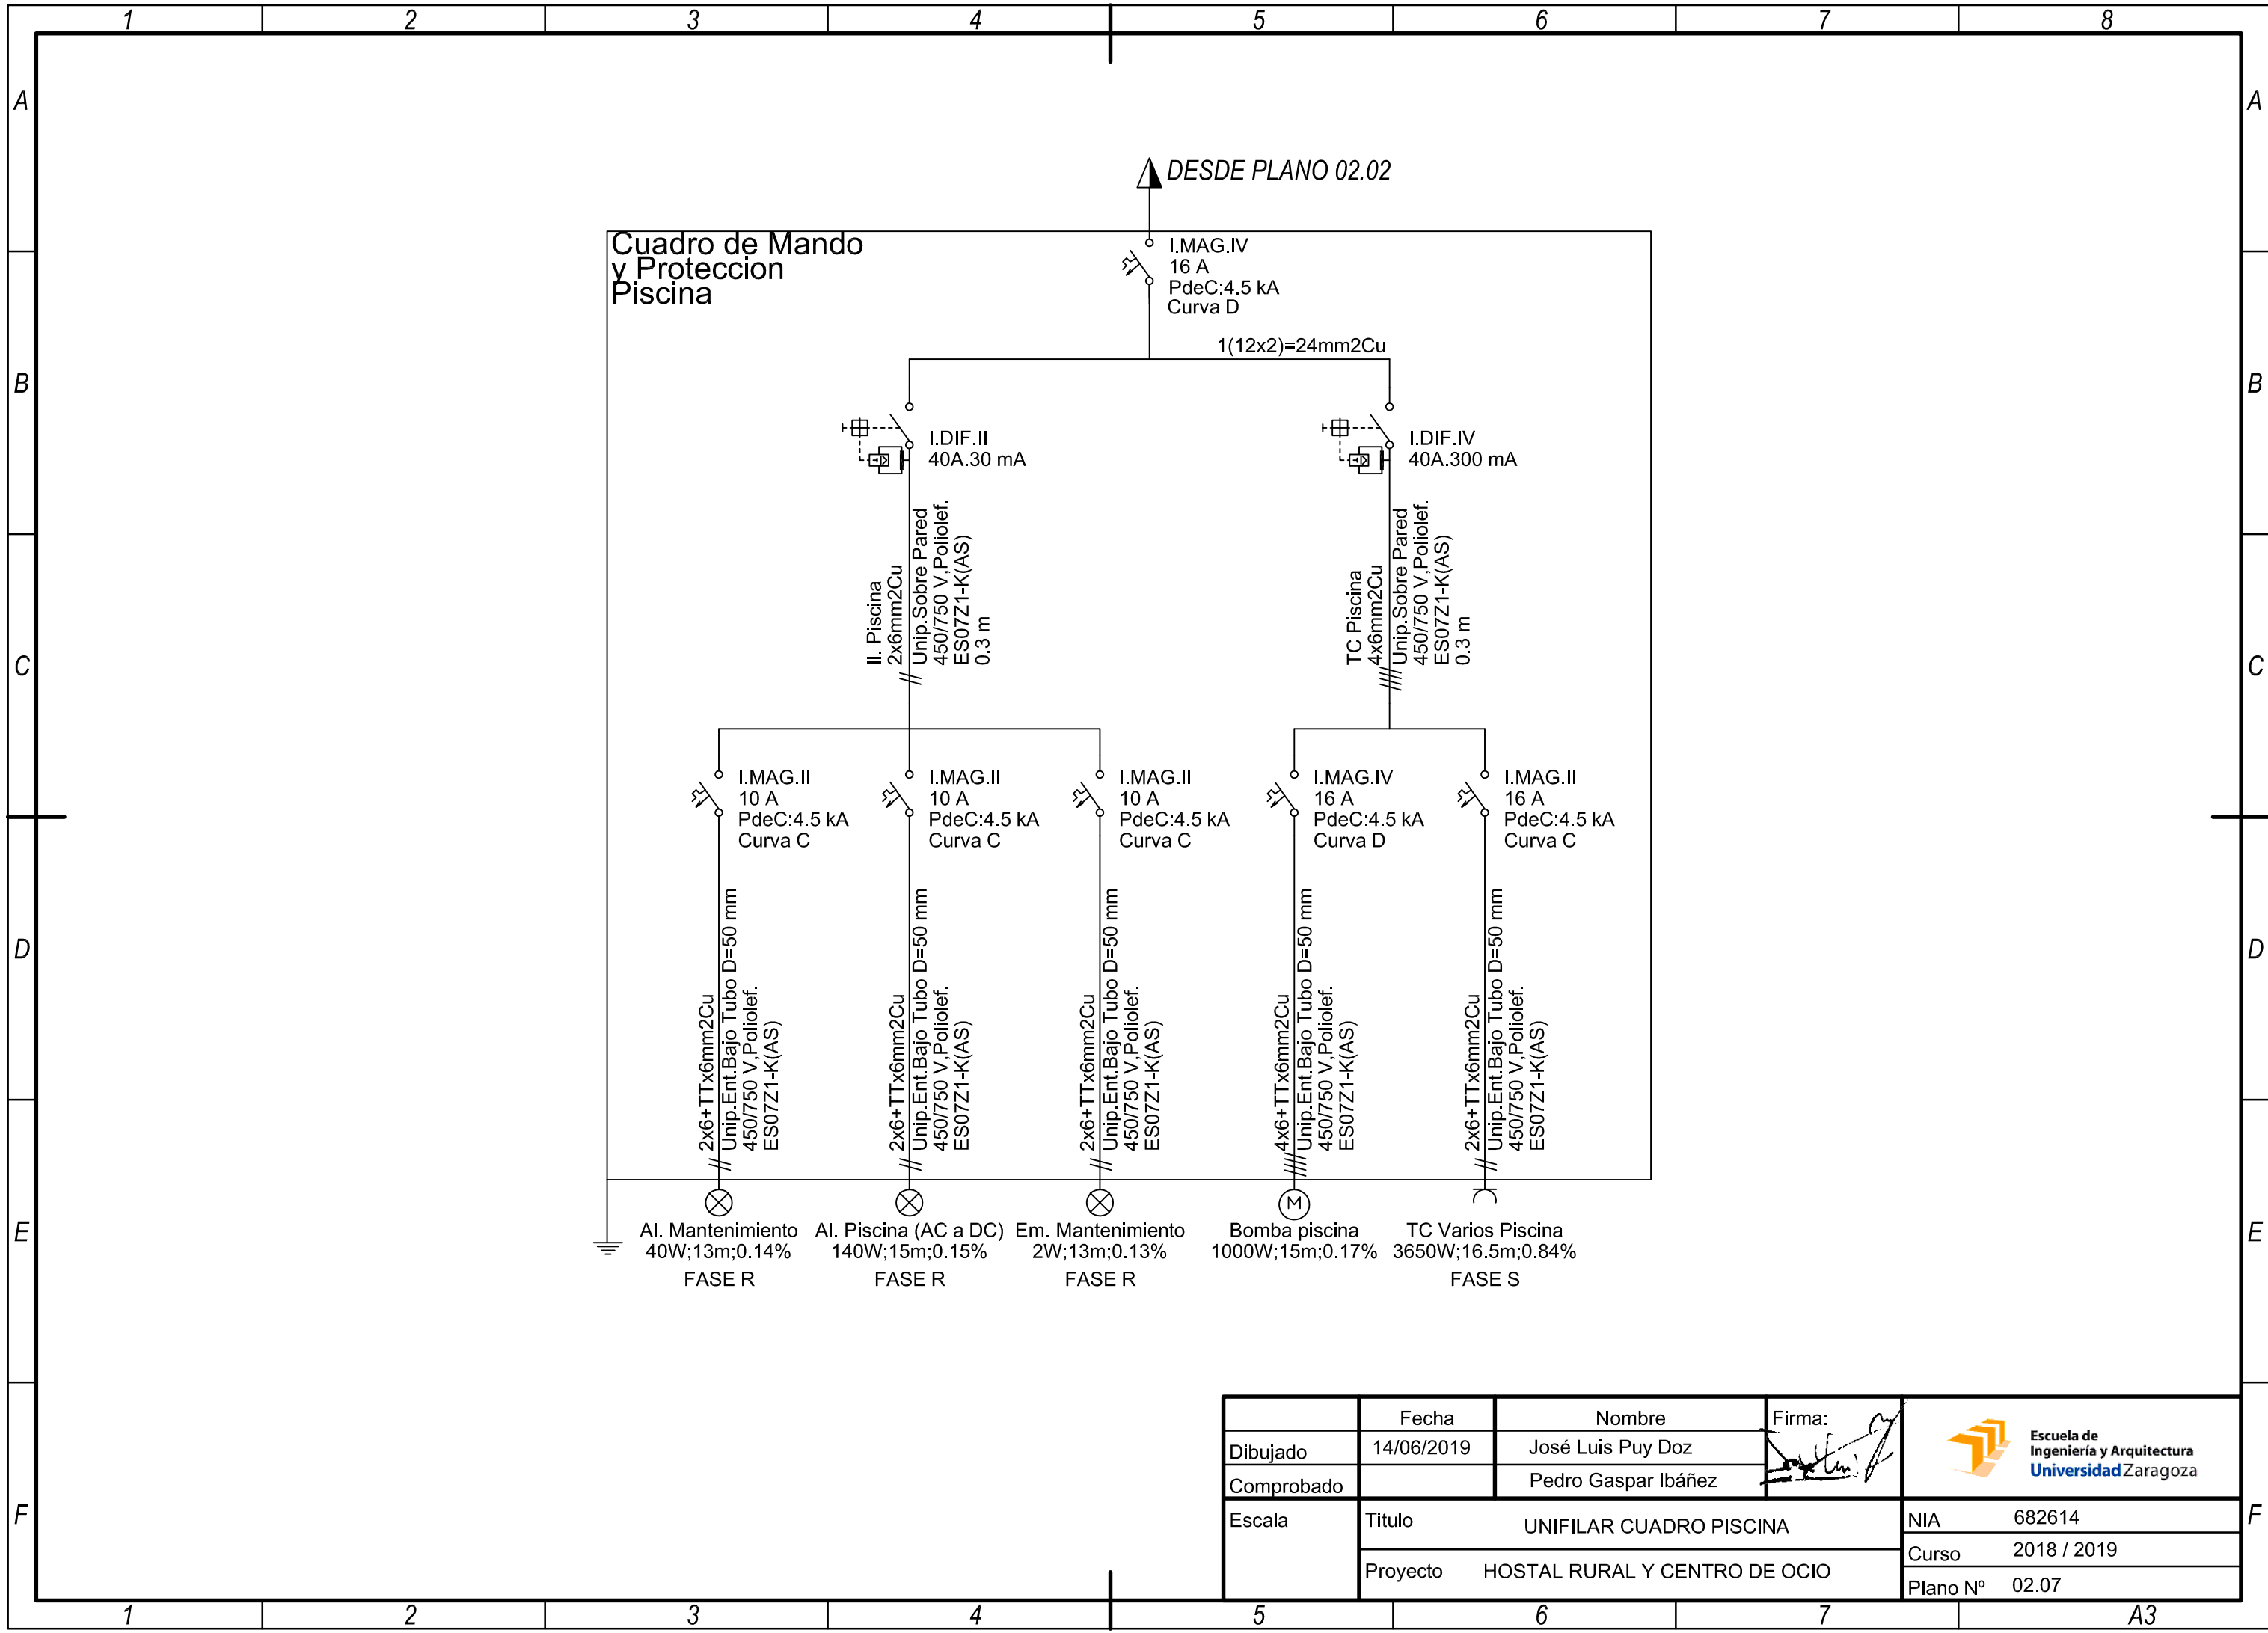 1 2 3 4 5 6 7 8
A A
DESDE PLANO 02.02
Cuadro de Mando
y Proteccion
Piscina
I.MAG.IV
16 A
PdeC:4.5 kA
Curva D
1(12x2)=24mm2Cu
B B
I.DIF.II
40A.30 mA
I.DIF.IV
40A.300 mA
II. Piscina
2x6mm2Cu
Unip.Sobre Pared
450/750 V,Poliolef.
ES07Z1-K(AS)
0.3 m
TC Piscina
4x6mm2Cu
Unip.Sobre Pared
450/750 V,Poliolef.
ES07Z1-K(AS)
0.3 m
C C
I.MAG.II
10 A
PdeC:4.5 kA
Curva C
I.MAG.II
10 A
PdeC:4.5 kA
Curva C
I.MAG.II
10 A
PdeC:4.5 kA
Curva C
I.MAG.IV
16 A
PdeC:4.5 kA
Curva D
I.MAG.II
16 A
PdeC:4.5 kA
Curva C
D D
2x6+TTx6mm2Cu
Unip.Ent.Bajo Tubo D=50 mm
450/750 V,Poliolef.
ES07Z1-K(AS)
2x6+TTx6mm2Cu
Unip.Ent.Bajo Tubo D=50 mm
450/750 V,Poliolef.
ES07Z1-K(AS)
2x6+TTx6mm2Cu
Unip.Ent.Bajo Tubo D=50 mm
450/750 V,Poliolef.
ES07Z1-K(AS)
4x6+TTx6mm2Cu
Unip.Ent.Bajo Tubo D=50 mm
450/750 V,Poliolef.
ES07Z1-K(AS)
2x6+TTx6mm2Cu
Unip.Ent.Bajo Tubo D=50 mm
450/750 V,Poliolef.
ES07Z1-K(AS)
M
E E
Al. Mantenimiento
40W;13m;0.14%
FASE R
Al. Piscina (AC a DC)
140W;15m;0.15%
FASE R
Em. Mantenimiento
2W;13m;0.13%
FASE R
Bomba piscina
1000W;15m;0.17%
TC Varios Piscina
3650W;16.5m;0.84%
FASE S
Fecha Nombre Firma:
Dibujado 14/06/2019 José Luis Puy Doz
Comprobado Pedro Gaspar Ibáñez
Escuela de
Ingeniería y Arquitectura
Universidad Zaragoza
F F
Escala Titulo UNIFILAR CUADRO PISCINA
Proyecto HOSTAL RURAL Y CENTRO DE OCIO
NIA 682614
Curso 2018 / 2019
Plano Nº 02.07
1 2 3 4 5 6 7 A3